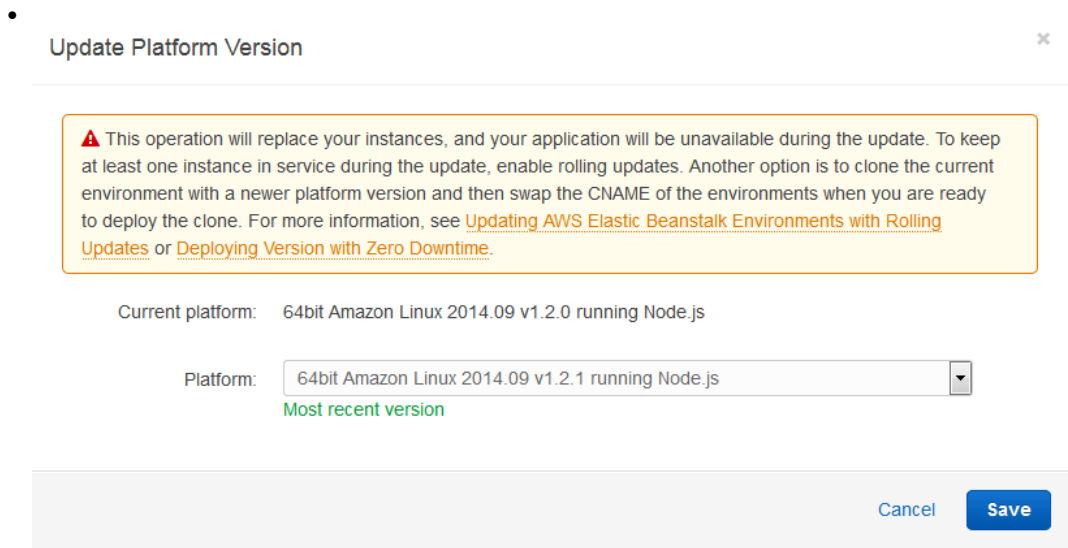 Update Platform Version
This operation will replace your instances, and your application will be unavailable during the update. To keep
at least one instance in service during the update, enable rolling updates. Another option is to clone the current
environment with a newer platform version and then swap the CNAME of the environments when you are ready
to deploy the clone. For more information, see Updating AWS Elastic Beanstalk Environments with Rolling
Updates or Deploying Version with Zero Downtime.
Current platform: 64bit Amazon Linux 2014.09 v1.2.0 running Node.js
Platform: 64bit Amazon Linux 2014.09 v1.2.1 running Node.js
Most recent version
Cancel Save